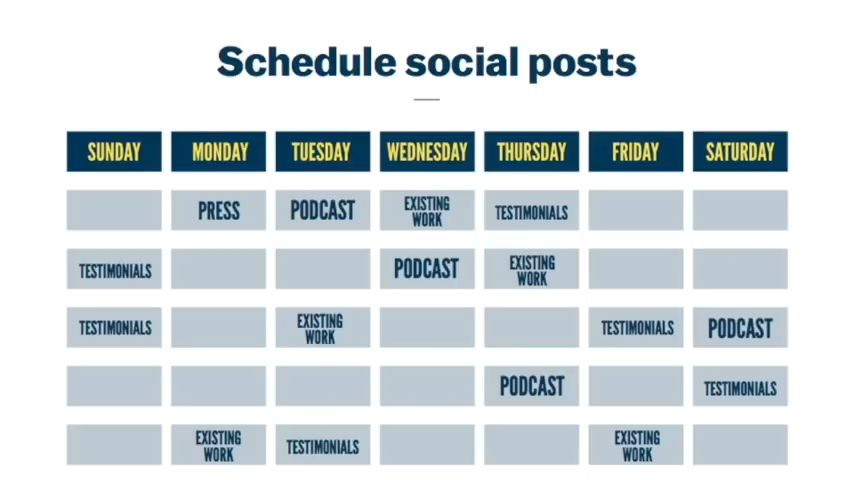 Schedule social posts
SUNDAY MONDAY TUESDAY WEDNESDAY THURSDAY FRIDAY SATURDAY
PRESS PODCAST EXISTING WORK TESTIMONIALS
TESTIMONIALS PODCAST EXISTING WORK
TESTIMONIALS EXISTING WORK TESTIMONIALS PODCAST
PODCAST TESTIMONIALS
EXISTING WORK TESTIMONIALS EXISTING WORK